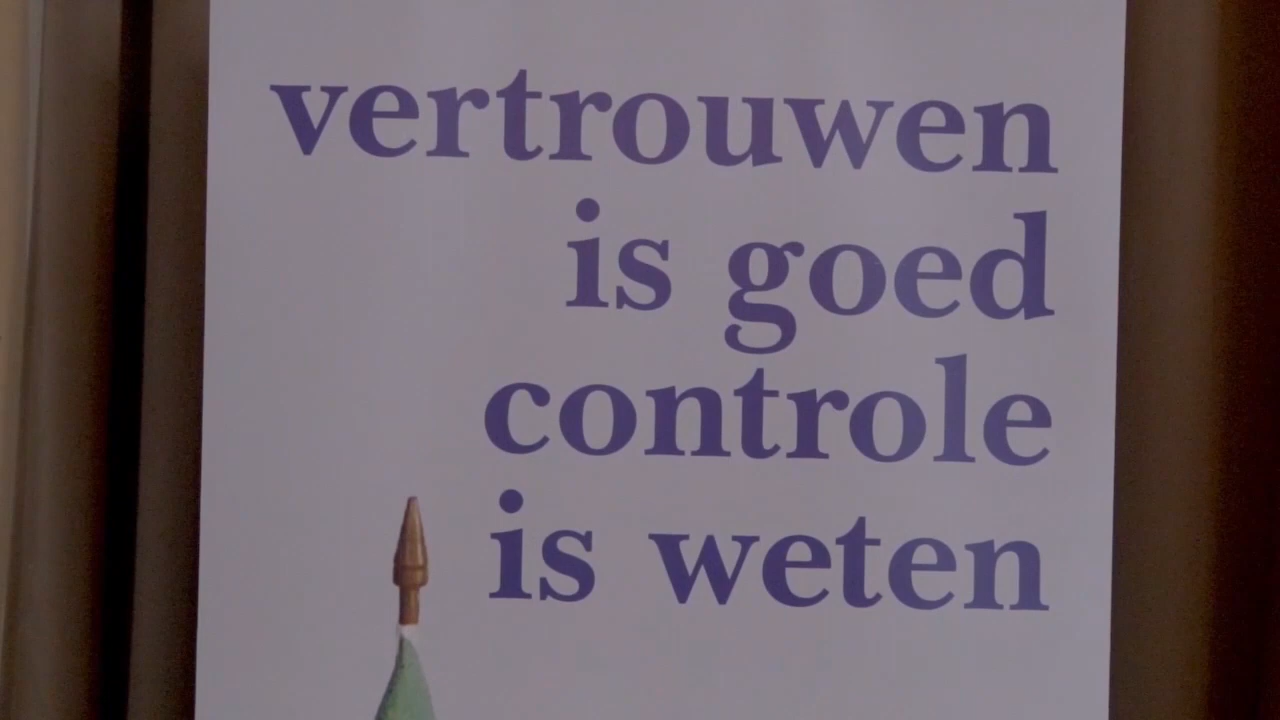 vertrouwen
is goed
controle
is weten